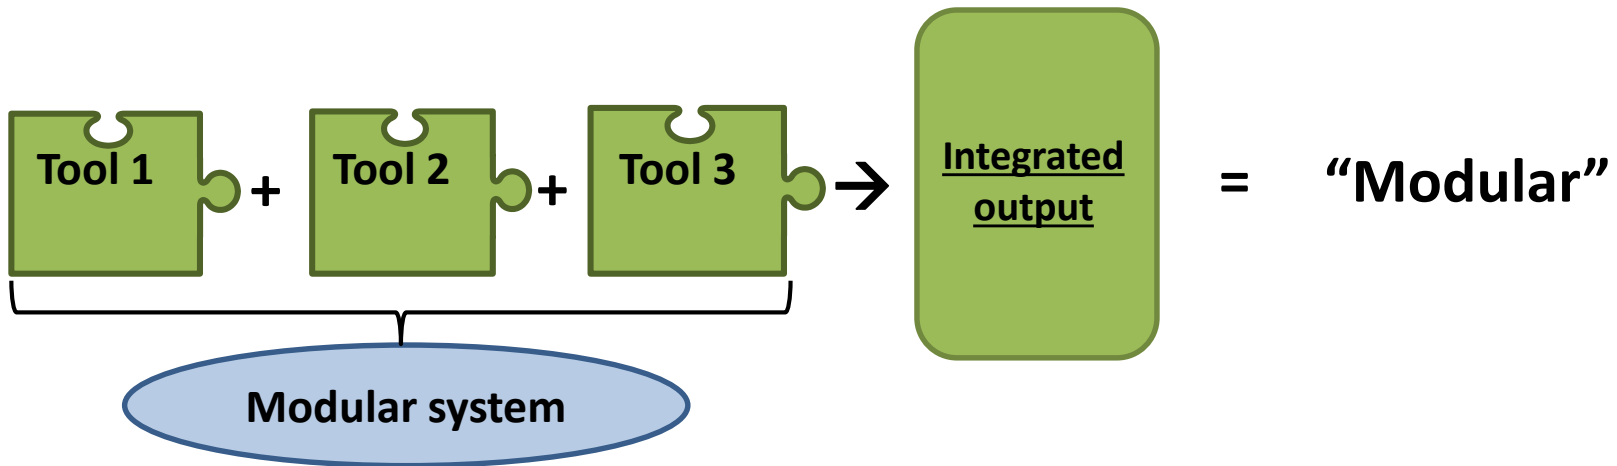 Tool 1 + Tool 2 + Tool 3 → Integrated
output = “Modular”
Modular system